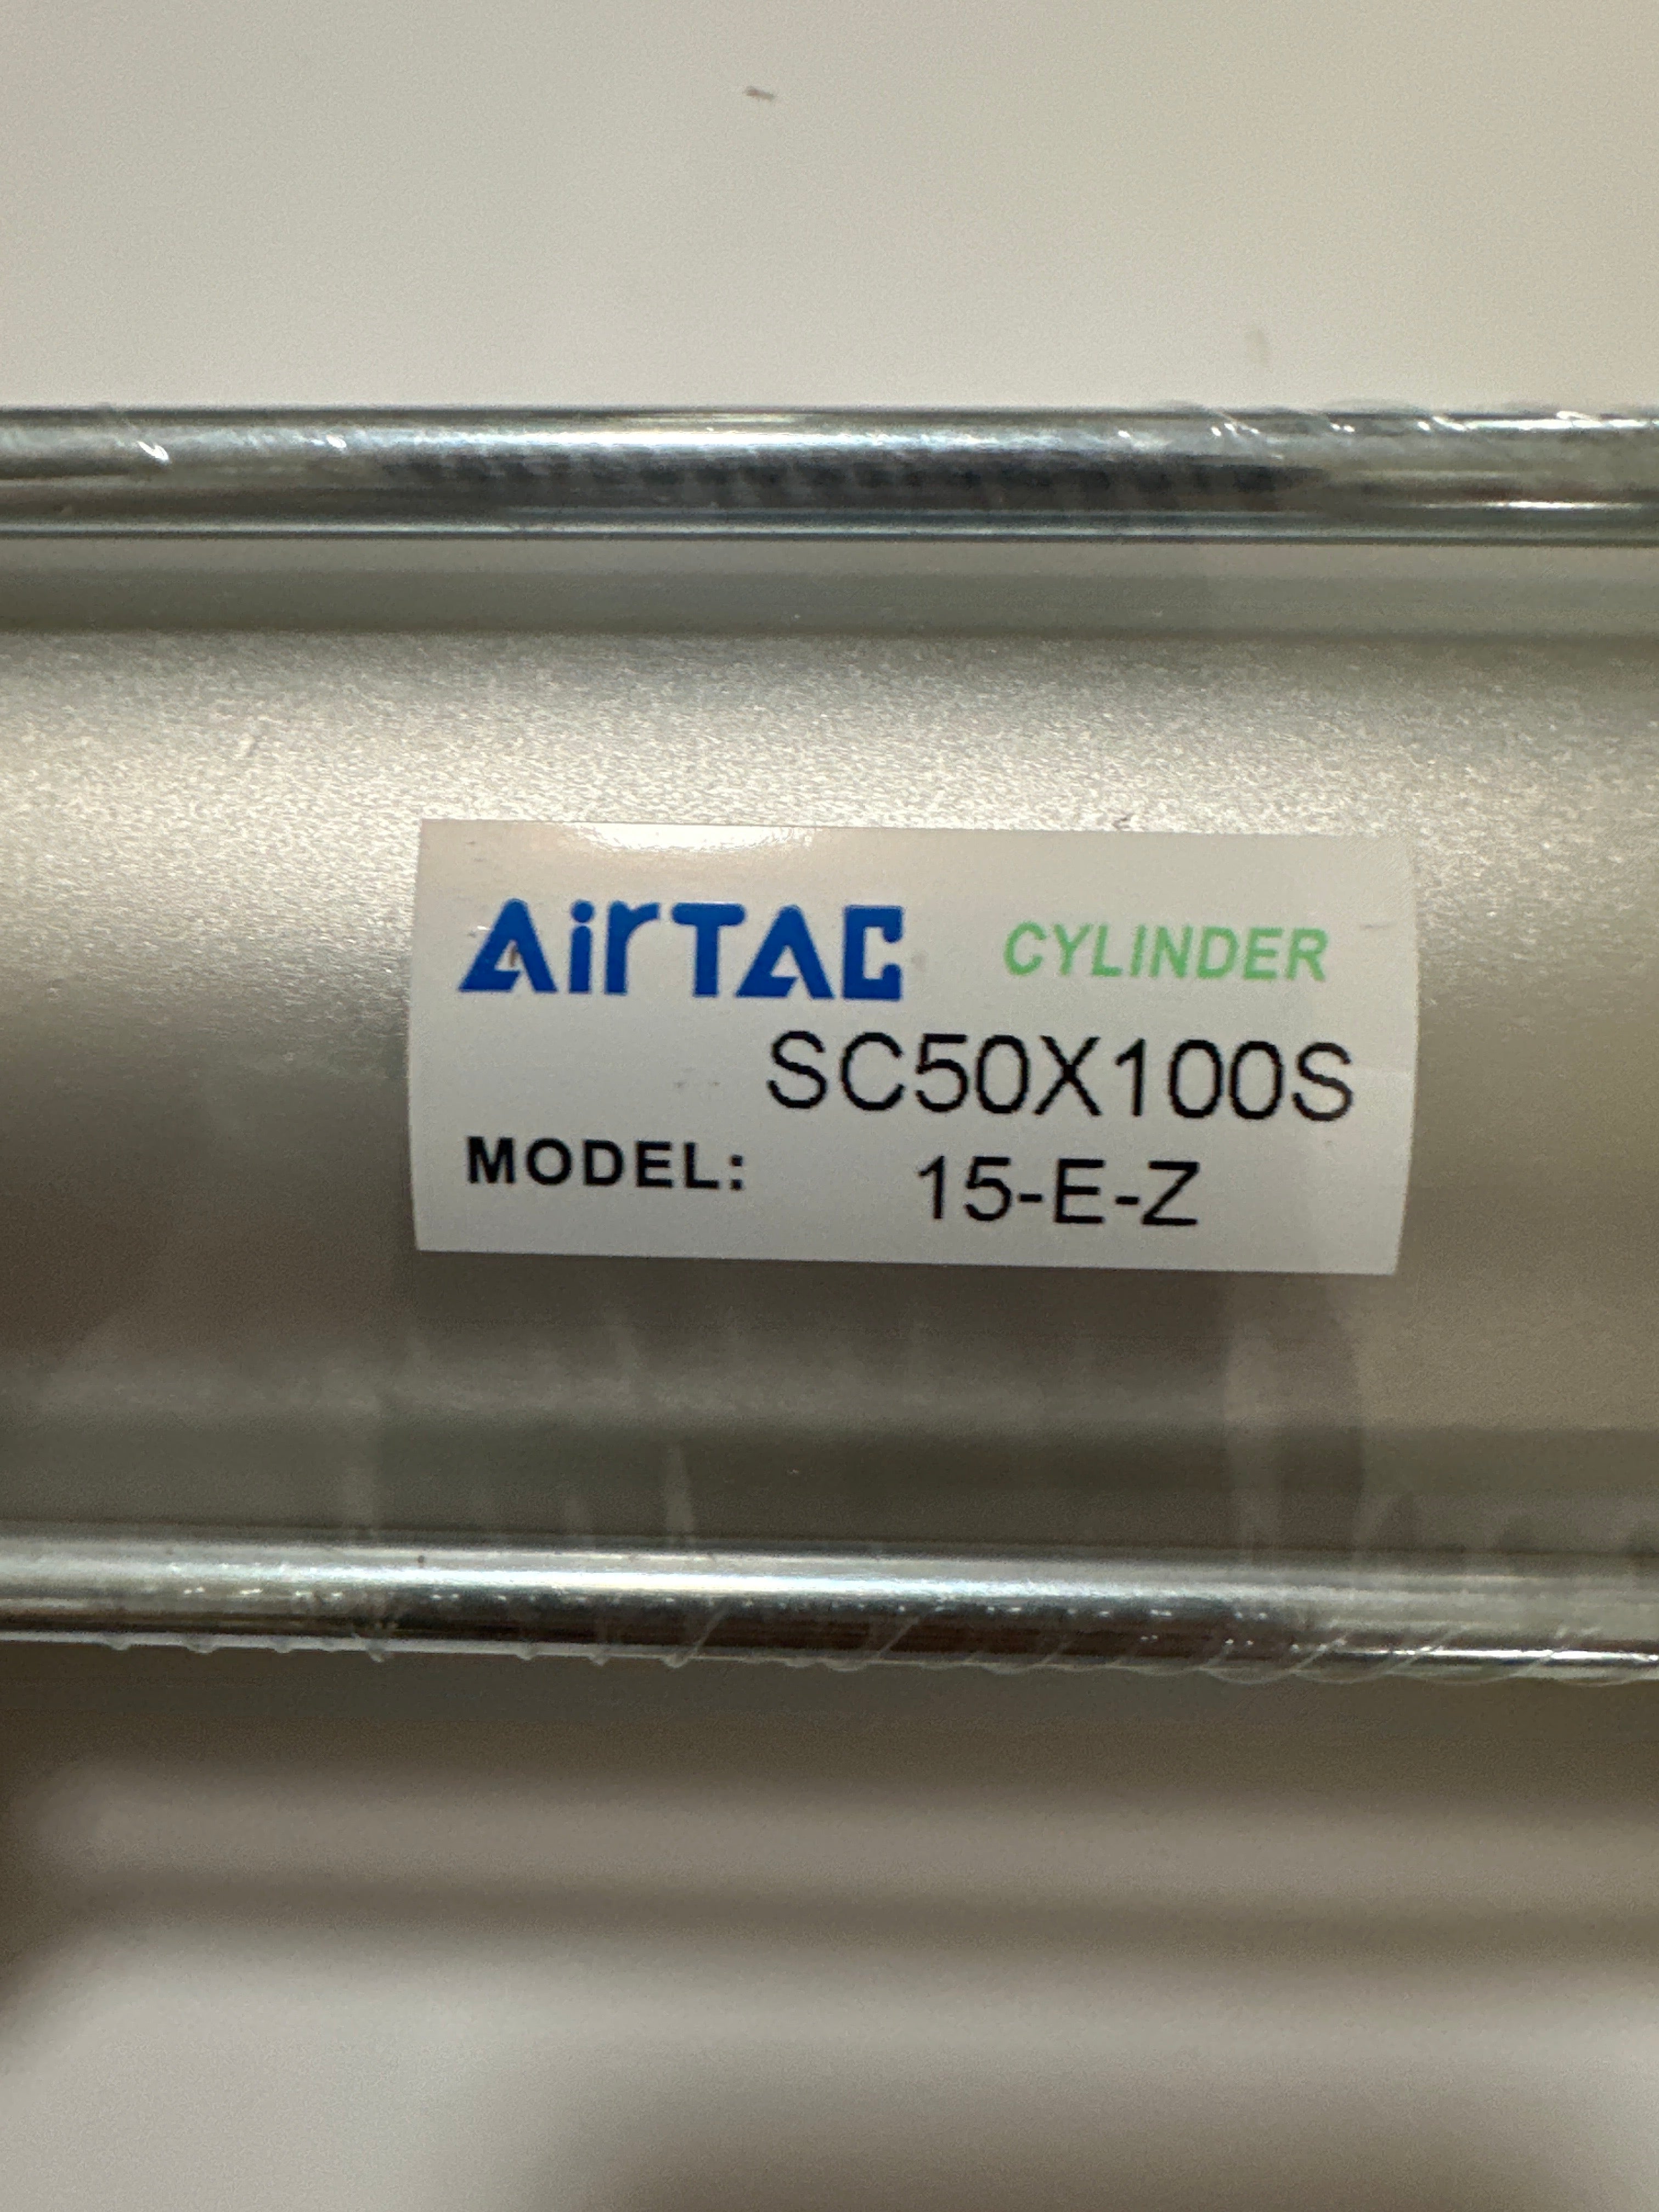 AirTAC CYLINDER
SC50X100S
MODEL: 15-E-Z